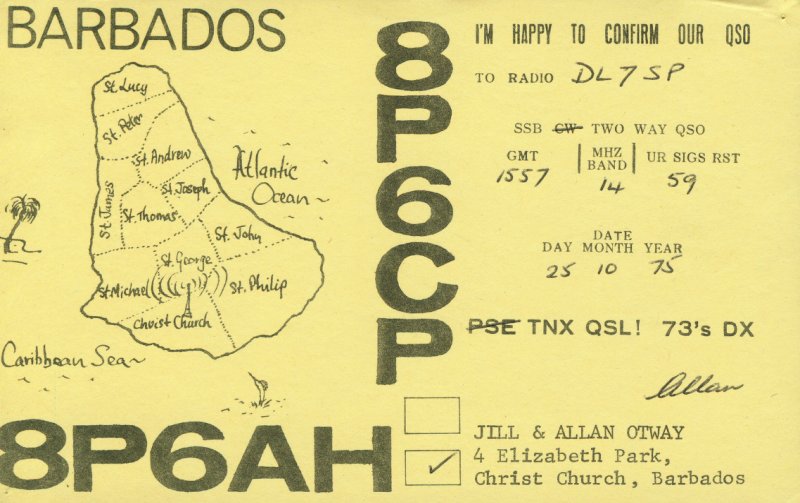 BARBADOS
St. Lucy
St. Peter
St. Andrew
St. James
St. Joseph
St. Thomas
St. John
St. George
St Michael
St. Philip
Christ Church
Atlantic
Ocean
Caribbean Sea
8P6CP
8P6AH
I'M HAPPY TO CONFIRM OUR QSO
TO RADIO DL7SP
SSB CW TWO WAY QSO
GMT MHZ BAND UR SIGS RST
1557 14 59
DATE
DAY MONTH YEAR
25 10 75
PSE TNX QSL! 73's DX
Allan
JILL & ALLAN OTWAY
4 Elizabeth Park,
Christ Church, Barbados